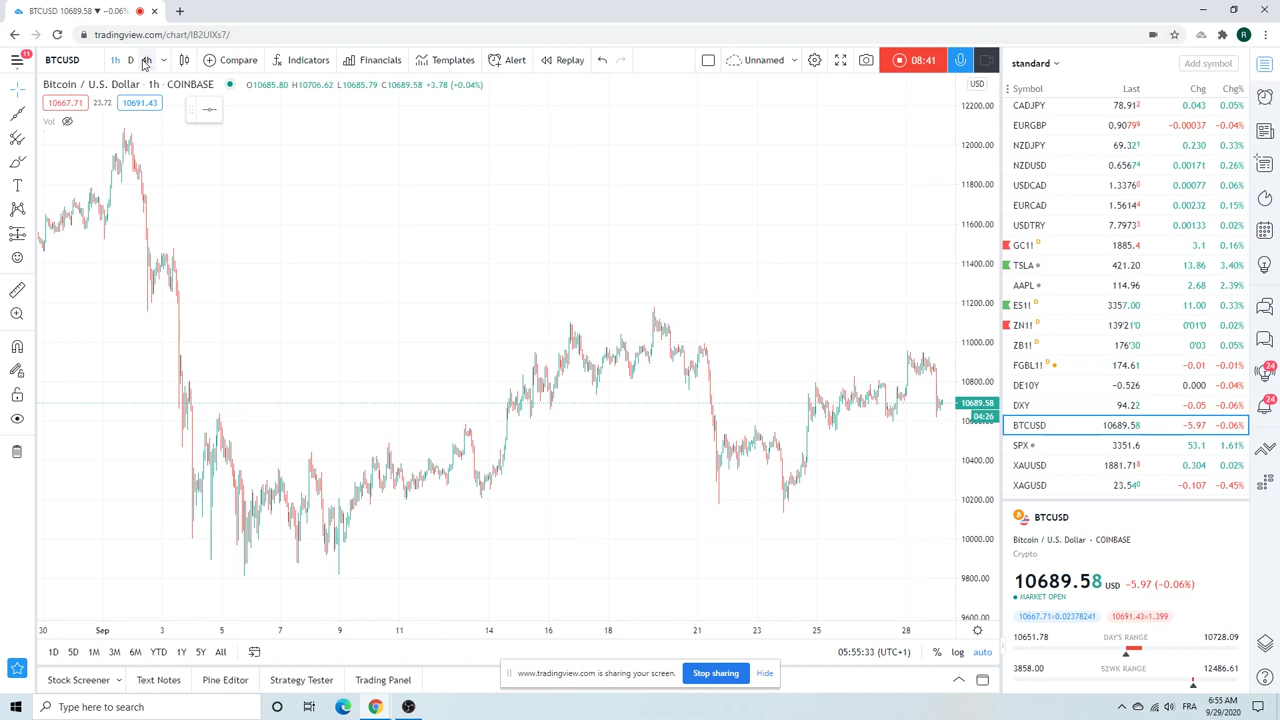 BTCUSD 10689.58 ▼ −0.06%
tradingview.com/chart/IB2UIXs7/
11
BTCUSD 1h D 4h Compare Indicators Financials Templates Alert Replay Unnamed 08:41
Bitcoin / U.S. Dollar · 1h · COINBASE O10685.80 H10706.62 L10685.79 C10689.58 +3.78 (+0.04%)
10667.71 23.72 10691.43
Vol
USD
12200.00
12000.00
11800.00
11600.00
11400.00
11200.00
11000.00
10800.00
10689.58
04:26
10400.00
10200.00
10000.00
9800.00
9600.00
30 Sep 3 5 7 9 11 14 16 18 21 23 25 28
1D 5D 1M 3M 6M YTD 1Y 5Y All
05:55:33 (UTC+1) % log auto
www.tradingview.com is sharing your screen. Stop sharing Hide
Stock Screener Text Notes Pine Editor Strategy Tester Trading Panel
standard Add symbol
Symbol Last Chg Chg%
CADJPY 78.912 0.043 0.05%
EURGBP 0.90799 −0.00037 −0.04%
NZDJPY 69.321 0.230 0.33%
NZDUSD 0.65674 0.00171 0.26%
USDCAD 1.33760 0.00077 0.06%
EURCAD 1.56144 0.00232 0.15%
USDTRY 7.79773 0.00133 0.02%
GC1! D 1885.4 3.1 0.16%
TSLA 421.20 13.86 3.40%
AAPL 114.96 2.68 2.39%
ES1! D 3357.00 11.00 0.33%
ZN1! D 139'21'0 0'01'0 0.02%
ZB1! D 176'30 0'03 0.05%
FGBL1! D 174.61 −0.01 −0.01%
DE10Y −0.526 0.000 −0.04%
DXY 94.22 −0.05 −0.06%
BTCUSD 10689.58 −5.97 −0.06%
SPX 3351.6 53.1 1.61%
XAUUSD 1881.718 0.304 0.02%
XAGUSD 23.540 −0.107 −0.45%
24
24
BTCUSD
Bitcoin / U.S. Dollar • COINBASE
Crypto
10689.58 USD −5.97 (−0.06%)
MARKET OPEN
10667.71×0.02378241 10691.43×1.399
10651.78 DAY'S RANGE 10728.09
3858.00 52WK RANGE 12486.61
Type here to search
FRA
6:55 AM
9/29/2020